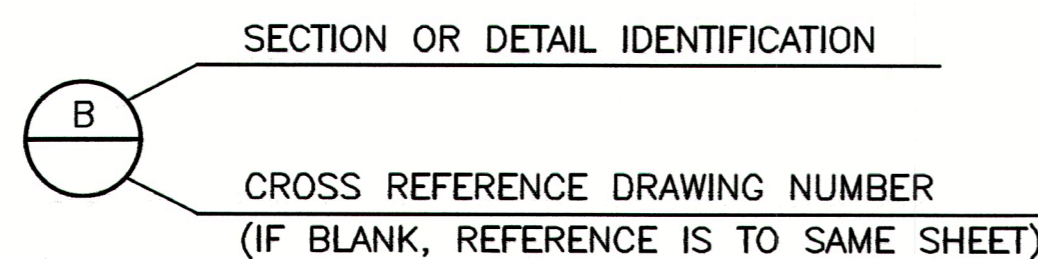 SECTION OR DETAIL IDENTIFICATION
B
CROSS REFERENCE DRAWING NUMBER
(IF BLANK, REFERENCE IS TO SAME SHEET)